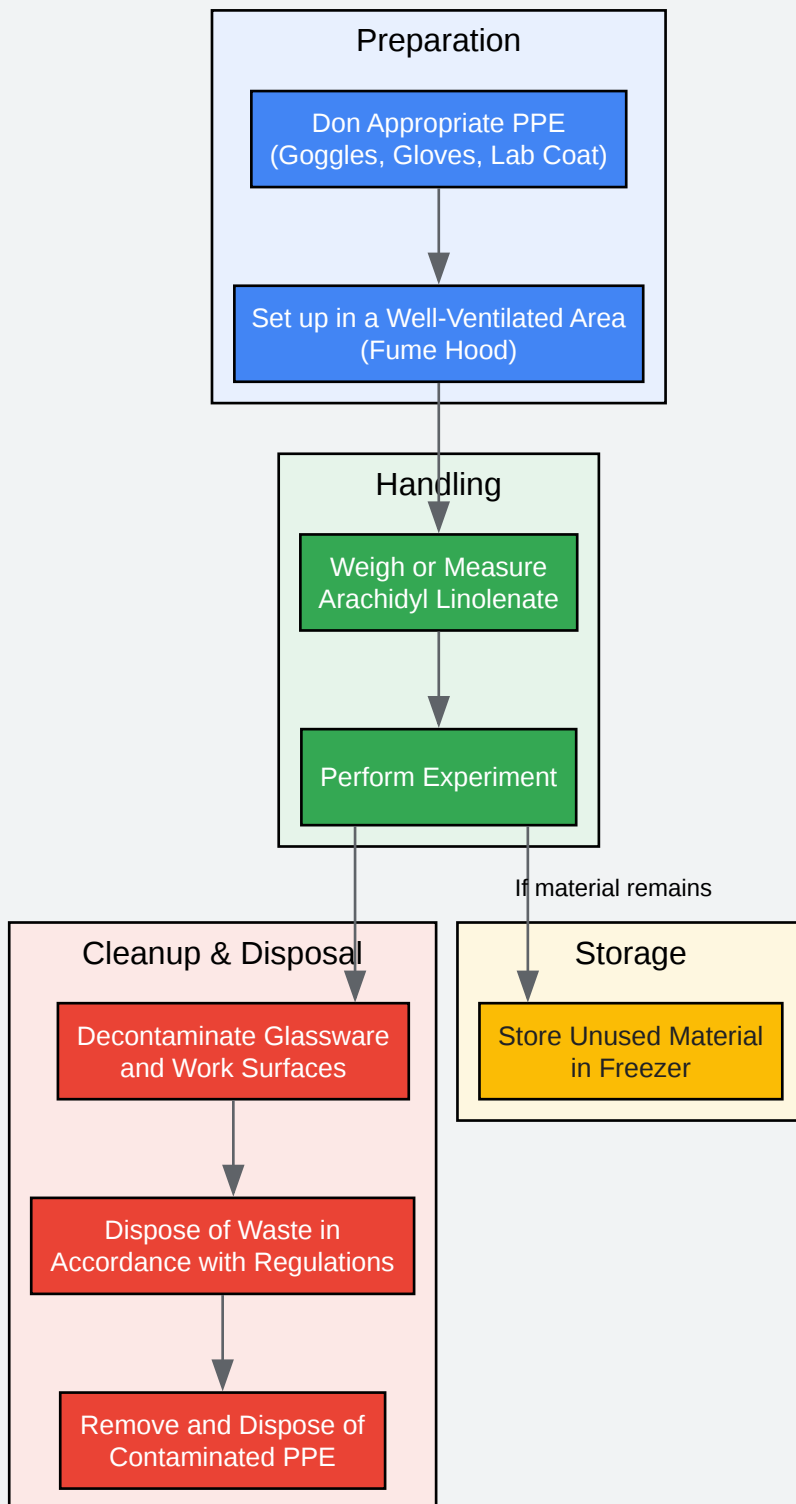 Preparation
Don Appropriate PPE
(Goggles, Gloves, Lab Coat)
Set up in a Well-Ventilated Area
(Fume Hood)
Handling
Weigh or Measure
Arachidyl Linolenate
Perform Experiment
If material remains
Cleanup & Disposal
Decontaminate Glassware
and Work Surfaces
Dispose of Waste in
Accordance with Regulations
Remove and Dispose of
Contaminated PPE
Storage
Store Unused Material
in Freezer